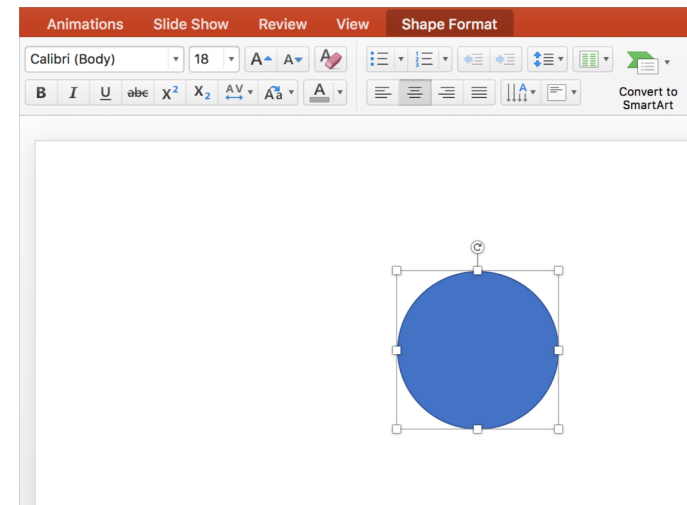 Animations Slide Show Review View Shape Format
Calibri (Body) 18 A A A
B I U abc X2 X2 AV Aa A A
Convert to
SmartArt